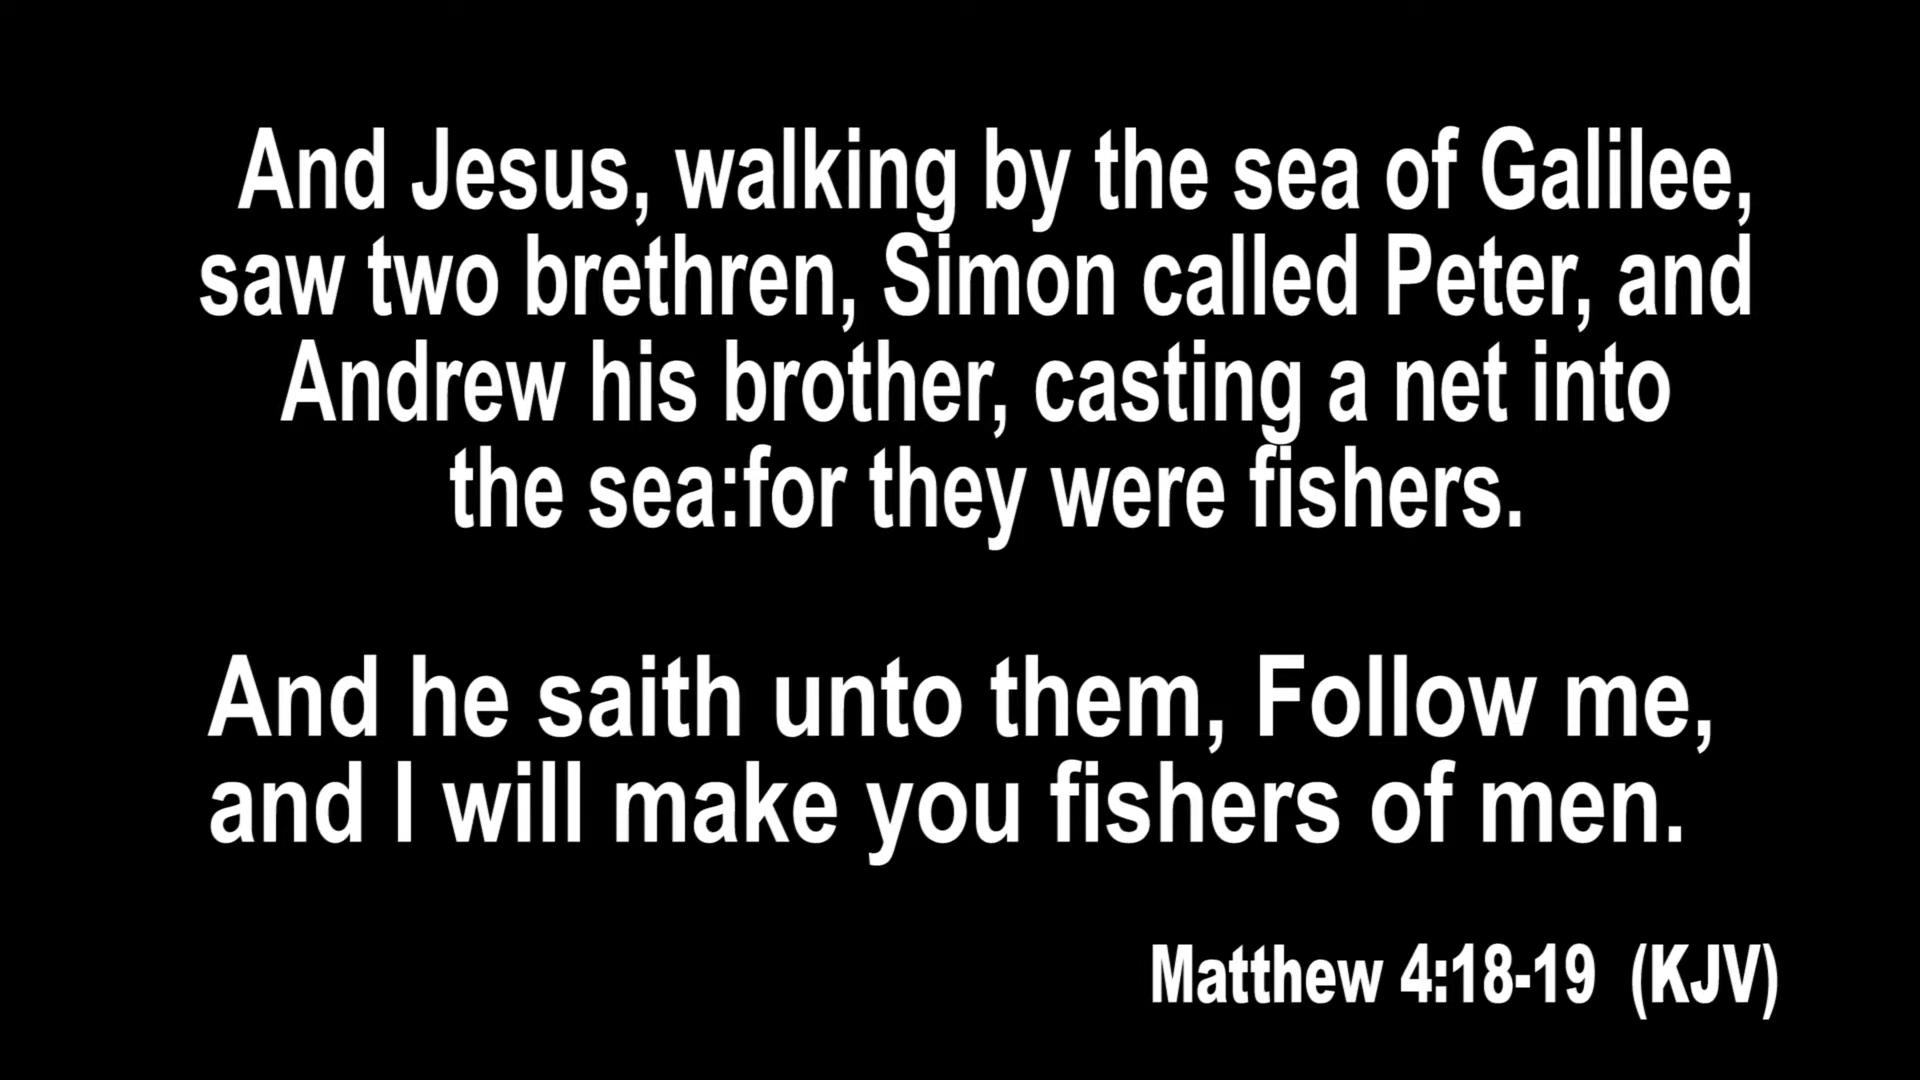 And Jesus, walking by the sea of Galilee,
saw two brethren, Simon called Peter, and
Andrew his brother, casting a net into
the sea:for they were fishers.
And he saith unto them, Follow me,
and I will make you fishers of men.
Matthew 4:18-19 (KJV)